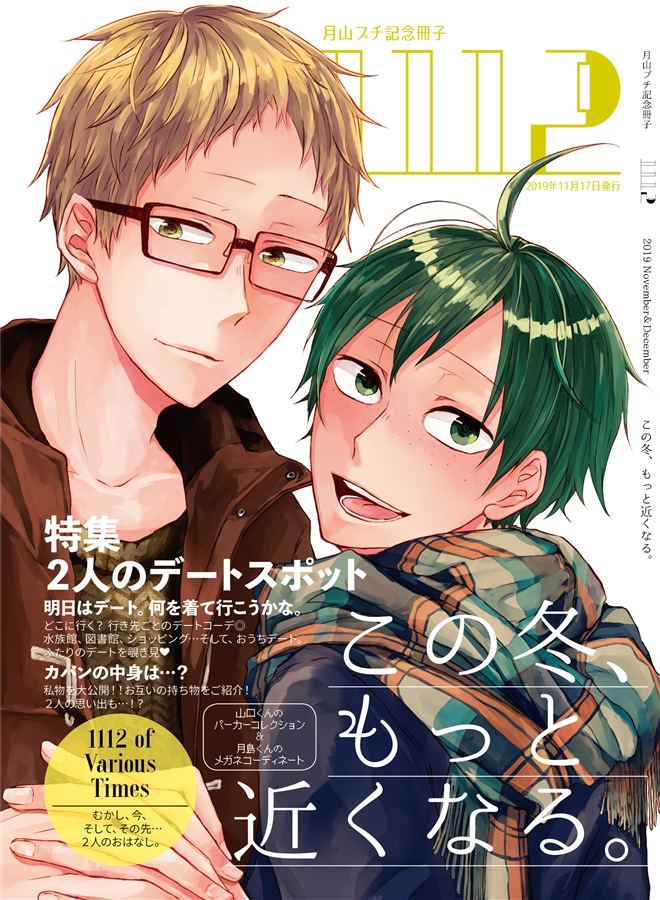 月山プチ記念冊子
1112
2019年11月17日発行
特集
2人のデートスポット
明日はデート。何を着て行こうかな。
どこに行く? 行き先ごとのデートコーデ◎
水族館、図書館、ショッピング…そして、おうちデート。
ふたりのデートを覗き見♥
カバンの中身は…?
私物を大公開!!お互いの持ち物をご紹介!
2人の思い出も…!?
山口くんの
パーカーコレクション
&
月島くんの
メガネコーディネート
1112 of
Various
Times
むかし、今、
そして、その先…
2人のおはなし。
この冬、
もっと
近くなる。
月山プチ記念冊子
1112
2019 November&December
この冬、もっと近くなる。